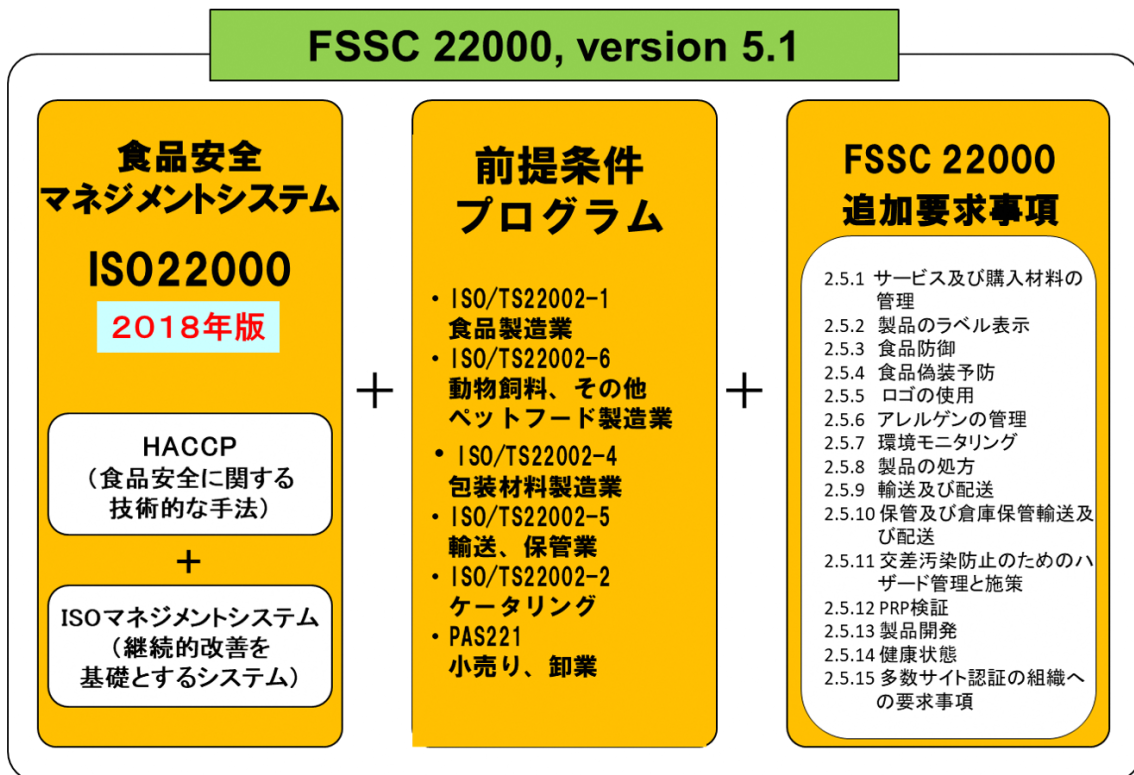 FSSC 22000, version 5.1
食品安全
マネジメントシステム
ISO22000
2018年版
HACCP
(食品安全に関する
技術的な手法)
+
ISOマネジメントシステム
(継続的改善を
基礎とするシステム)
+
前提条件
プログラム
・ISO/TS22002-1
食品製造業
・ISO/TS22002-6
動物飼料、その他
ペットフード製造業
・ISO/TS22002-4
包装材料製造業
・ISO/TS22002-5
輸送、保管業
・ISO/TS22002-2
ケータリング
・PAS221
小売り、卸業
+
FSSC 22000
追加要求事項
2.5.1 サービス及び購入材料の
管理
2.5.2 製品のラベル表示
2.5.3 食品防御
2.5.4 食品偽装予防
2.5.5 ロゴの使用
2.5.6 アレルゲンの管理
2.5.7 環境モニタリング
2.5.8 製品の処方
2.5.9 輸送及び配送
2.5.10 保管及び倉庫保管輸送及
び配送
2.5.11 交差汚染防止のためのハ
ザード管理と施策
2.5.12 PRP検証
2.5.13 製品開発
2.5.14 健康状態
2.5.15 多数サイト認証の組織へ
の要求事項